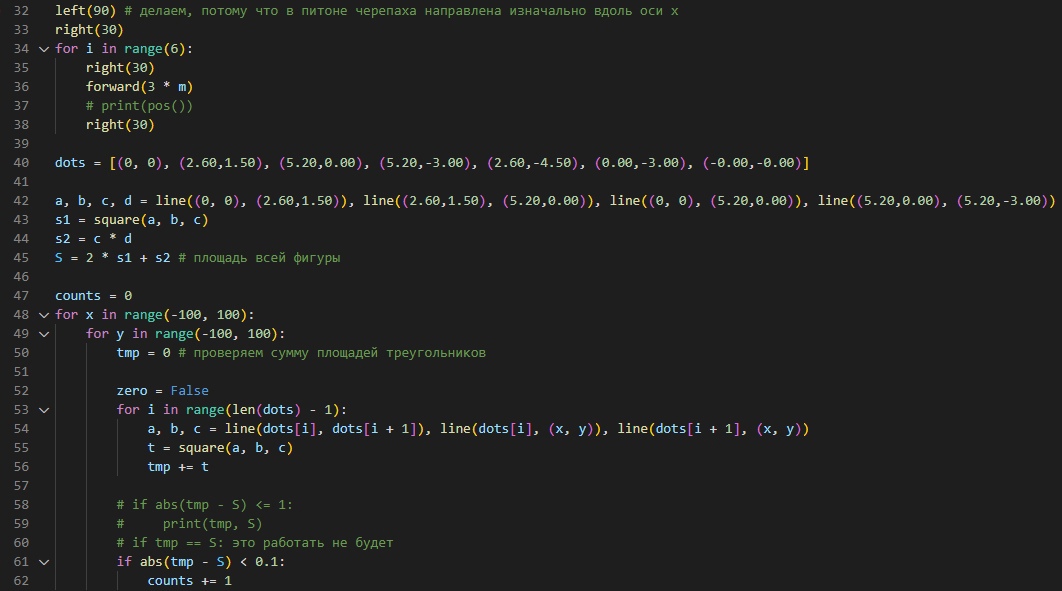 32 left(90) # делаем, потому что в питоне черепаха направлена изначально вдоль оси x
33 right(30)
34 for i in range(6):
35     right(30)
36     forward(3 * m)
37     # print(pos())
38     right(30)
39
40 dots = [(0, 0), (2.60,1.50), (5.20,0.00), (5.20,-3.00), (2.60,-4.50), (0.00,-3.00), (-0.00,-0.00)]
41
42 a, b, c, d = line((0, 0), (2.60,1.50)), line((2.60,1.50), (5.20,0.00)), line((0, 0), (5.20,0.00)), line((5.20,0.00), (5.20,-3.00))
43 s1 = square(a, b, c)
44 s2 = c * d
45 S = 2 * s1 + s2 # площадь всей фигуры
46
47 counts = 0
48 for x in range(-100, 100):
49     for y in range(-100, 100):
50         tmp = 0 # проверяем сумму площадей треугольников
51
52         zero = False
53         for i in range(len(dots) - 1):
54             a, b, c = line(dots[i], dots[i + 1]), line(dots[i], (x, y)), line(dots[i + 1], (x, y))
55             t = square(a, b, c)
56             tmp += t
57
58         # if abs(tmp - S) <= 1:
59         #     print(tmp, S)
60         # if tmp == S: это работать не будет
61         if abs(tmp - S) < 0.1:
62             counts += 1